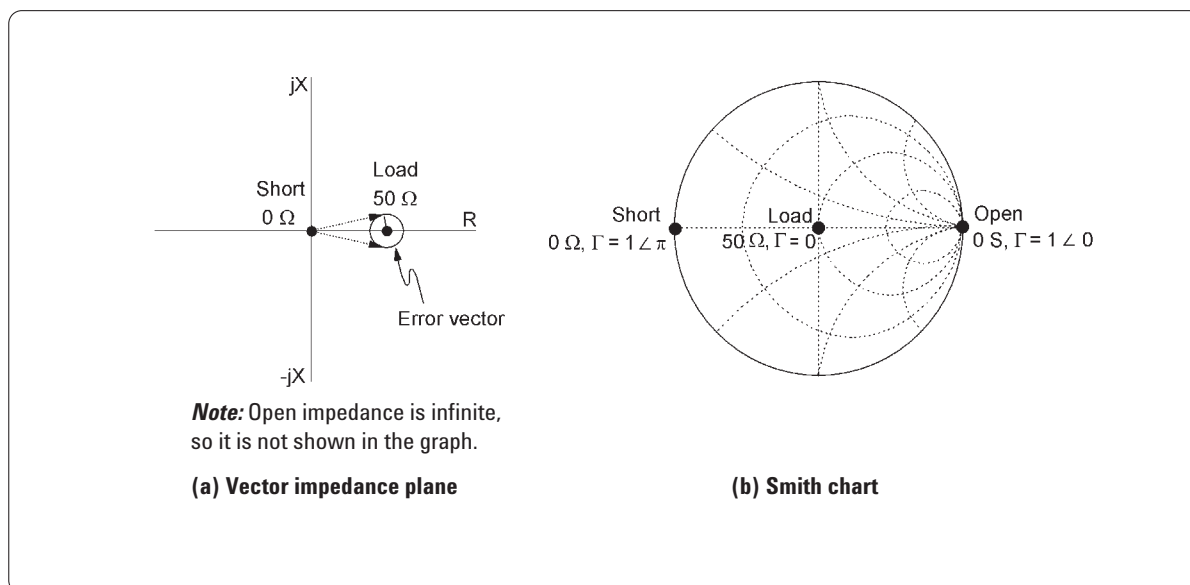 jX
Short
0 Ω
Load
50 Ω
R
Error vector
-jX
Note: Open impedance is infinite,
so it is not shown in the graph.
(a) Vector impedance plane
Short
0 Ω, Γ = 1 ∠ π
Load
50 Ω, Γ = 0
Open
0 S, Γ = 1 ∠ 0
(b) Smith chart